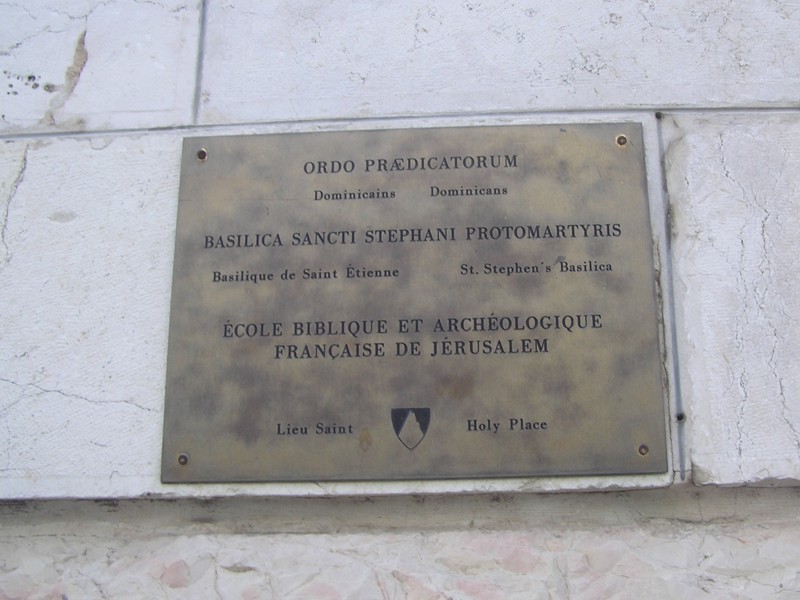 ORDO PRÆDICATORUM
Dominicains Dominicans
BASILICA SANCTI STEPHANI PROTOMARTYRIS
Basilique de Saint Étienne St. Stephen's Basilica
ÉCOLE BIBLIQUE ET ARCHÉOLOGIQUE
FRANÇAISE DE JÉRUSALEM
Lieu Saint Holy Place